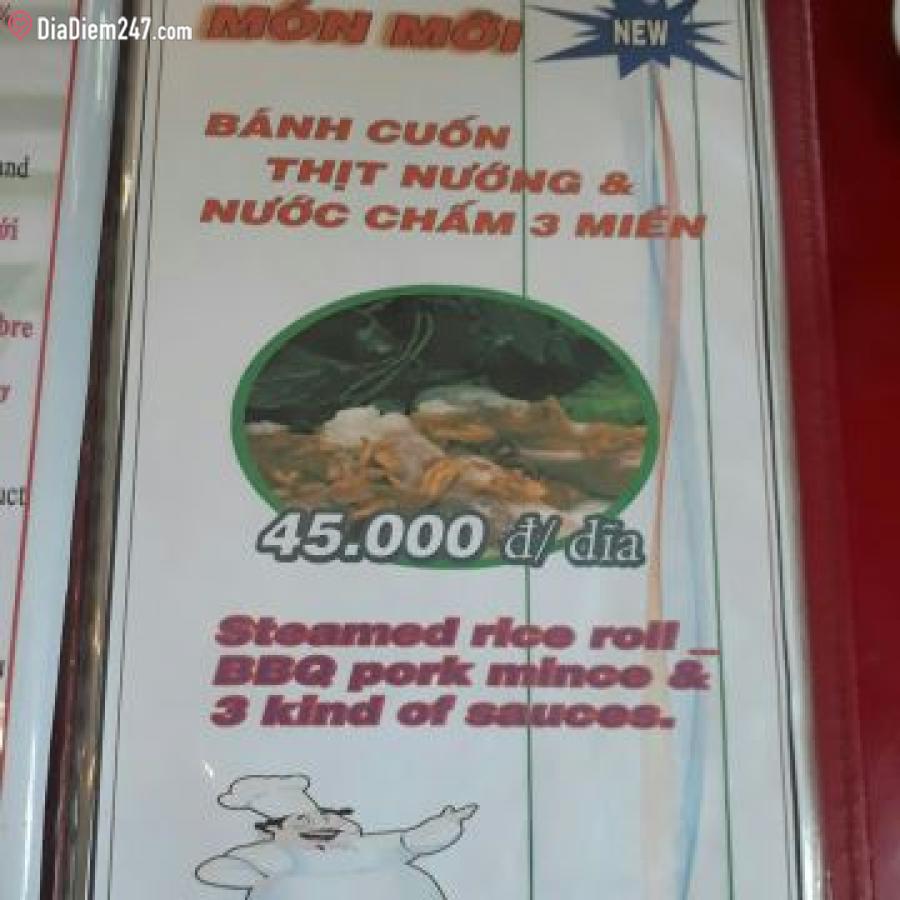 DiaDiem247.com
MÓN MỚI
NEW
BÁNH CUỐN
THỊT NƯỚNG &
NƯỚC CHẤM 3 MIỀN
45.000 đ/ dĩa
Steamed rice roll _
BBQ pork mince &
3 kind of sauces.